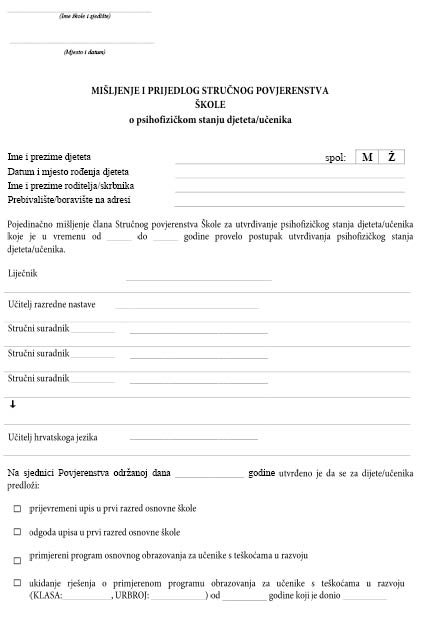 (Ime škole i sjedište)
(Mjesto i datum)
MIŠLJENJE I PRIJEDLOG STRUČNOG POVJERENSTVA
ŠKOLE
o psihofizičkom stanju djeteta/učenika
Ime i prezime djeteta spol: M Ž
Datum i mjesto rođenja djeteta
Ime i prezime roditelja/skrbnika
Prebivalište/boravište na adresi
Pojedinačno mišljenje člana Stručnog povjerenstva Škole za utvrđivanje psihofizičkog stanja djeteta/učenika
koje je u vremenu od _____ do _____ godine provelo postupak utvrđivanja psihofizičkog stanja
djeteta/učenika.
Liječnik
Učitelj razredne nastave
Stručni suradnik__________
Stručni suradnik__________
Stručni suradnik__________
↓
Učitelj hrvatskoga jezika
Na sjednici Povjerenstva održanoj dana _______________ godine utvrđeno je da se za dijete/učenika
predloži:
☐ prijevremeni upis u prvi razred osnovne škole
☐ odgoda upisa u prvi razred osnovne škole
☐ primjereni program osnovnog obrazovanja za učenike s teškoćama u razvoju
☐ ukidanje rješenja o primjerenom programu obrazovanja za učenike s teškoćama u razvoju
(KLASA:__________, URBROJ: ____________) od __________ godine koji je donio __________